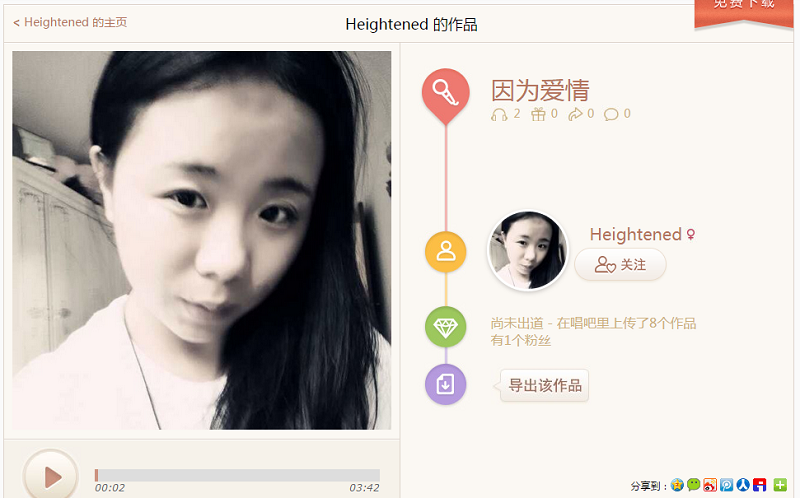 免费下载
< Heightened 的主页
Heightened 的作品
因为爱情
2 0 0 0
Heightened ♀
关注
尚未出道 - 在唱吧里上传了8个作品
有1个粉丝
导出该作品
00:02
03:42
分享到：